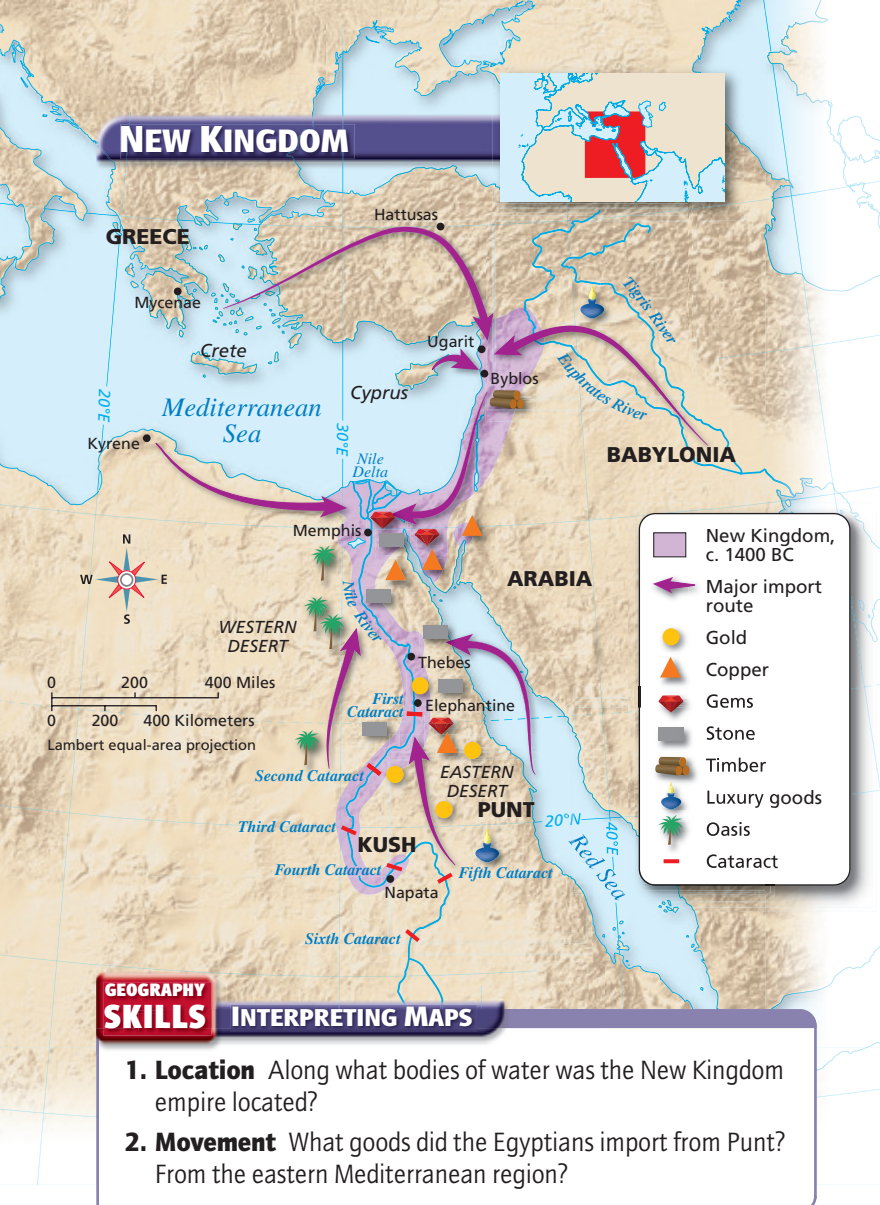 NEW KINGDOM
Hattusas
GREECE
Mycenae
Tigris River
Crete
Ugarit
Cyprus
Byblos
Euphrates River
Mediterranean
Sea
20°E
30°E
Kyrene
BABYLONIA
Nile
Delta
Memphis
N
W
E
S
ARABIA
Nile River
WESTERN
DESERT
Thebes
0 200 400 Miles
0 200 400 Kilometers
Lambert equal-area projection
First
Cataract
Elephantine
Second Cataract
EASTERN
DESERT
PUNT
20°N
40°E
Third Cataract
KUSH
Red Sea
Fourth Cataract
Fifth Cataract
Napata
Sixth Cataract
New Kingdom,
c. 1400 BC
Major import
route
Gold
Copper
Gems
Stone
Timber
Luxury goods
Oasis
Cataract
GEOGRAPHY
SKILLS
INTERPRETING MAPS
1. Location Along what bodies of water was the New Kingdom
empire located?
2. Movement What goods did the Egyptians import from Punt?
From the eastern Mediterranean region?